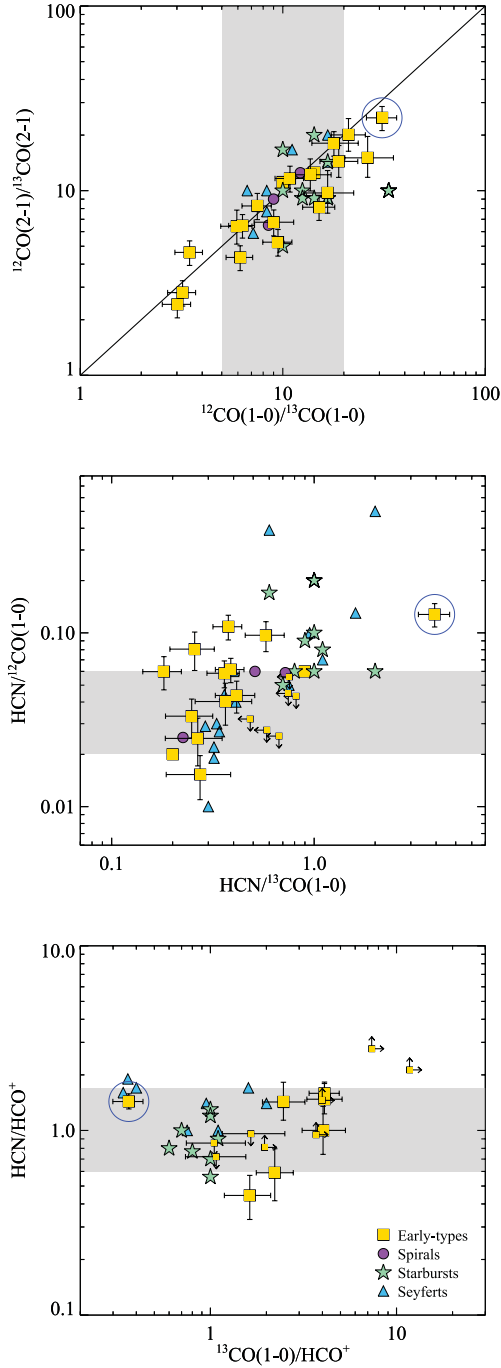 100
10
1
¹²CO(2-1)/¹³CO(2-1)
1 10 100
¹²CO(1-0)/¹³CO(1-0)
0.10
0.01
HCN/¹²CO(1-0)
0.1 1.0
HCN/¹³CO(1-0)
10.0
1.0
0.1
HCN/HCO⁺
Early-types
Spirals
Starbursts
Seyferts
1 10
¹³CO(1-0)/HCO⁺